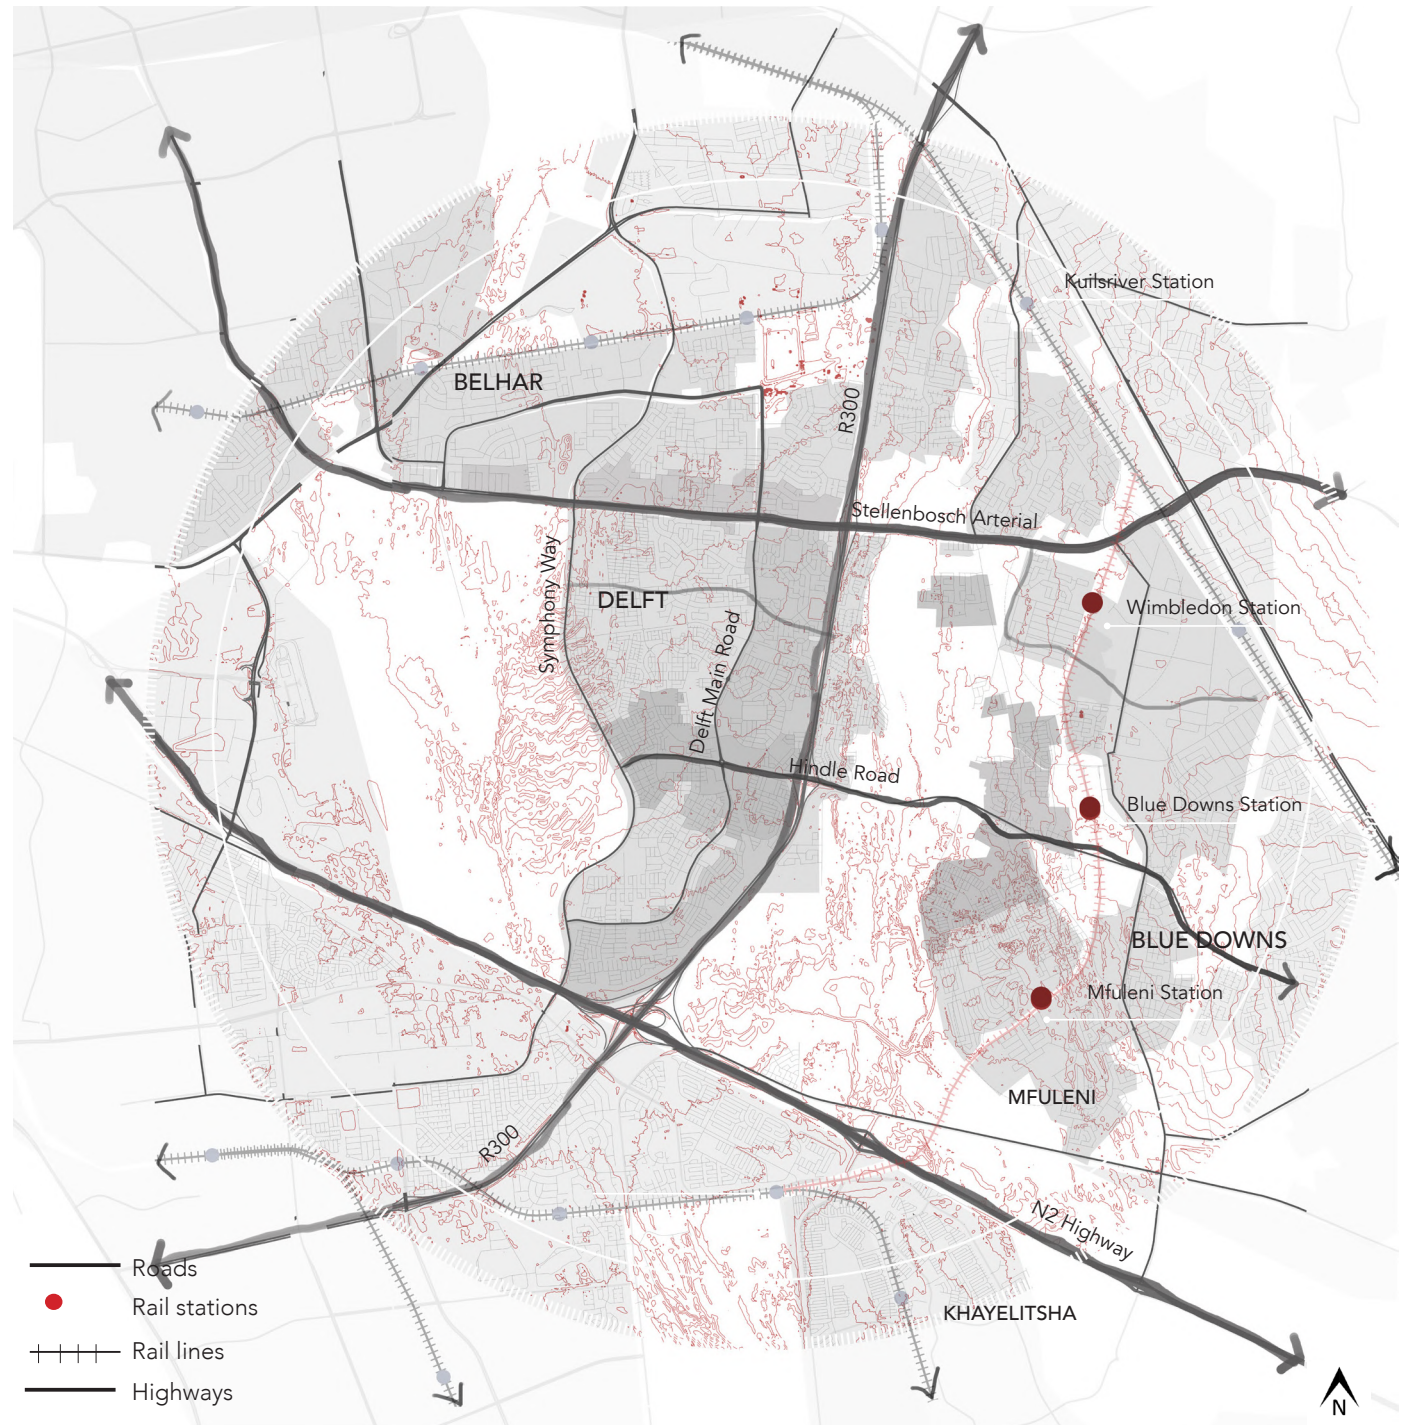 Kuilsriver Station
BELHAR
R300
Stellenbosch Arterial
Symphony Way
DELFT
Wimbledon Station
Delft Main Road
Hindle Road
Blue Downs Station
BLUE DOWNS
Mfuleni Station
MFULENI
R300
N2 Highway
KHAYELITSHA
Roads
Rail stations
Rail lines
Highways
N